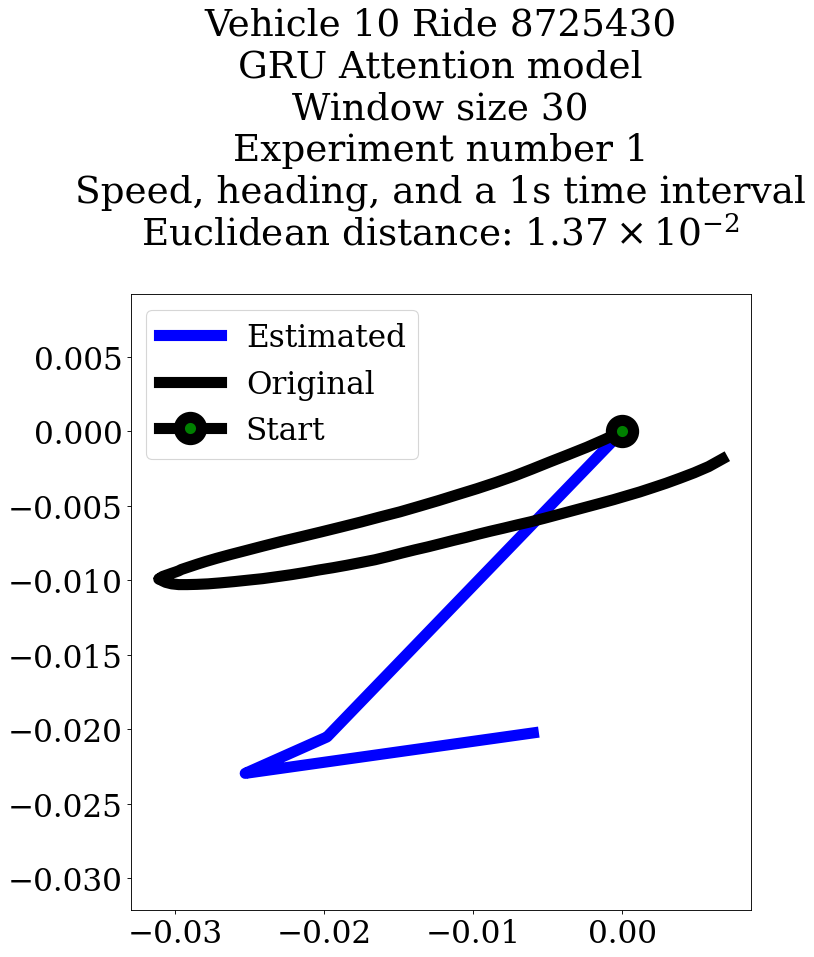 Vehicle 10 Ride 8725430
GRU Attention model
Window size 30
Experiment number 1
Speed, heading, and a 1s time interval
Euclidean distance: 1.37 × 10⁻²
Estimated
Original
Start
0.005
0.000
−0.005
−0.010
−0.015
−0.020
−0.025
−0.030
−0.03 −0.02 −0.01 0.00